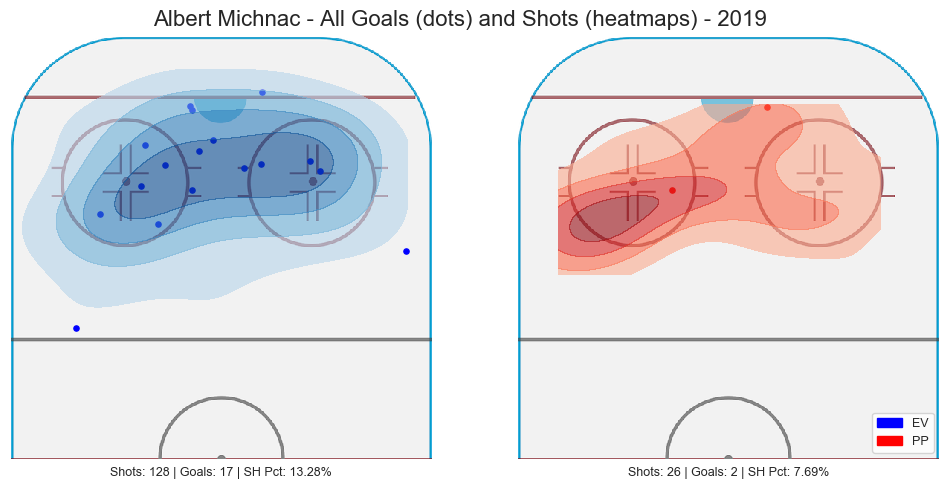 Albert Michnac - All Goals (dots) and Shots (heatmaps) - 2019
EV
PP
Shots: 128 | Goals: 17 | SH Pct: 13.28%
Shots: 26 | Goals: 2 | SH Pct: 7.69%